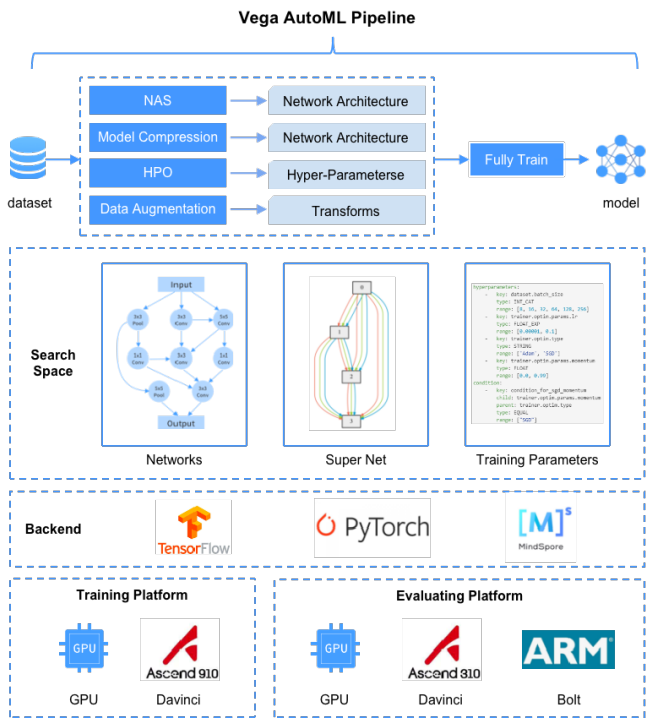 Vega AutoML Pipeline
NAS
Network Architecture
Model Compression
Network Architecture
HPO
Hyper-Parameterse
Data Augmentation
Transforms
Fully Train
dataset
model
Search
Space
Input
3x3
Pool
3x3
Conv
5x5
Conv
1x1
Conv
3x3
Conv
1x1
Conv
5x5
Pool
3x3
Conv
Output
Networks
0
1
2
3
Super Net
hyperparameters:
- key: dataset.batch_size
type: INT_CAT
range: [8, 16, 32, 64, 128, 256]
- key: trainer.optim.params.lr
type: FLOAT_EXP
range: [0.00001, 0.1]
- key: trainer.optim.type
type: STRING
range: ['Adam', 'SGD']
- key: trainer.optim.params.momentum
type: FLOAT
range: [0.0, 0.99]
condition:
- key: condition_for_sgd_momentum
child: trainer.optim.params.momentum
parent: trainer.optim.type
type: EQUAL
range: ["SGD"]
Training Parameters
Backend
TensorFlow
PyTorch
[M]s
MindSpore
Training Platform
GPU
Ascend 910
GPU
Davinci
Evaluating Platform
GPU
Ascend 310
ARM
GPU
Davinci
Bolt